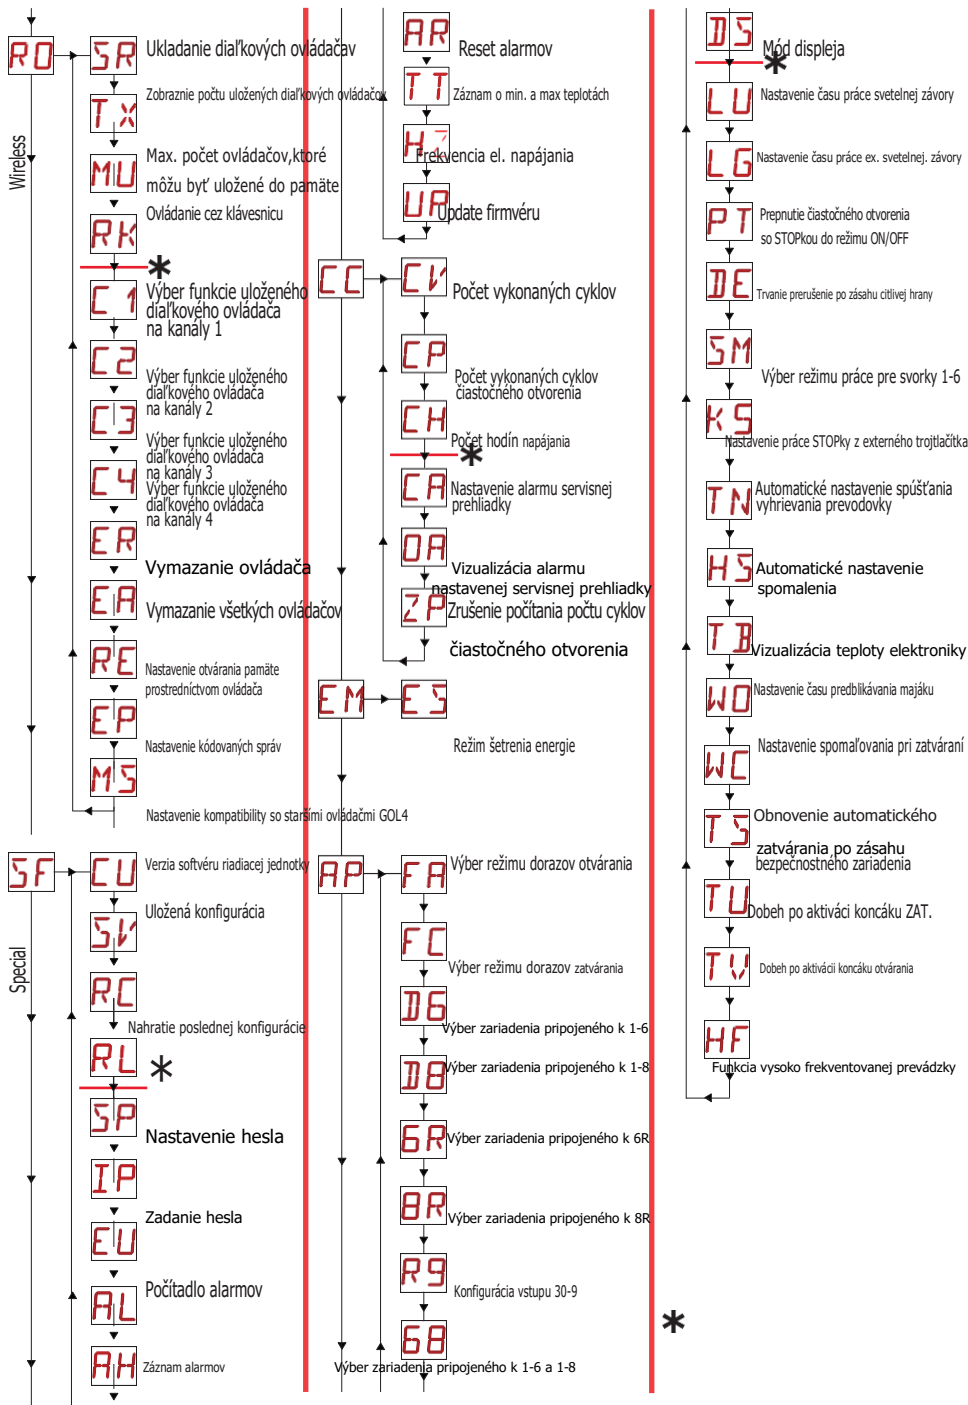 Wireless
RO
SR Ukladanie diaľkových ovládačav
TX Zobraznie počtu uložených diaľkových ovládačov
MU Max. počet ovládačov,ktoré
môžu byť uložené do pamäte
RK Ovládanie cez klávesnicu
*
C1 Výber funkcie uloženého
diaľkového ovládača
na kanály 1
C2 Výber funkcie uloženého
diaľkového ovládača
na kanály 2
C3 Výber funkcie uloženého
diaľkového ovládača
na kanály 3
C4 Výber funkcie uloženého
diaľkového ovládača
na kanály 4
ER Vymazanie ovládača
EA Vymazanie všetkých ovládačov
RE Nastavenie otvárania pamäte
prostredníctvom ovládača
EP Nastavenie kódovaných správ
MS Nastavenie kompatibility so staršími ovládačmi GOL4
Special
SF
CU Verzia softvéru riadiacej jednotky
SV Uložená konfigurácia
RC Nahratie poslednej konfigurácie
RL
*
SP Nastavenie hesla
IP Zadanie hesla
EU Počítadlo alarmov
AL
AH Záznam alarmov
AR Reset alarmov
TT Záznam o min. a max teplotách
HZ Frekvencia el. napájania
UP Update firmvéru
CC
CV Počet vykonaných cyklov
CP Počet vykonaných cyklov
čiastočného otvorenia
CH Počet hodín napájania
*
CA Nastavenie alarmu servisnej
prehliadky
OA Vizualizácia alarmu
nastavenej servisnej prehliadky
ZP Zrušenie počítania počtu cyklov
čiastočného otvorenia
EM
ES Režim šetrenia energie
AP
FA Výber režimu dorazov otvárania
FC Výber režimu dorazov zatvárania
D6 Výber zariadenia pripojeného k 1-6
D8 Výber zariadenia pripojeného k 1-8
6R Výber zariadenia pripojeného k 6R
8R Výber zariadenia pripojeného k 8R
R9 Konfigurácia vstupu 30-9
68 Výber zariadenia pripojeného k 1-6 a 1-8
DS Mód displeja
*
LU Nastavenie času práce svetelnej závory
LG Nastavenie času práce ex. svetelnej. závory
PT Prepnutie čiastočného otvorenia
so STOPkou do režimu ON/OFF
DE Trvanie prerušenie po zásahu citlivej hrany
SM Výber režimu práce pre svorky 1-6
KS Nastavenie práce STOPky z externého trojtlačítka
TN Automatické nastavenie spúšťania
vyhrievania prevodovky
HS Automatické nastavenie
spomalenia
TB Vizualizácia teploty elektroniky
WO Nastavenie času predblikávania majáku
WC Nastavenie spomaľovania pri zatváraní
TS Obnovenie automatického
zatvárania po zásahu
bezpečnostného zariadenia
TU Dobeh po aktiváci koncáku ZAT.
TV Dobeh po aktivácii koncáku otvárania
HF Funkcia vysoko frekventovanej prevádzky
*